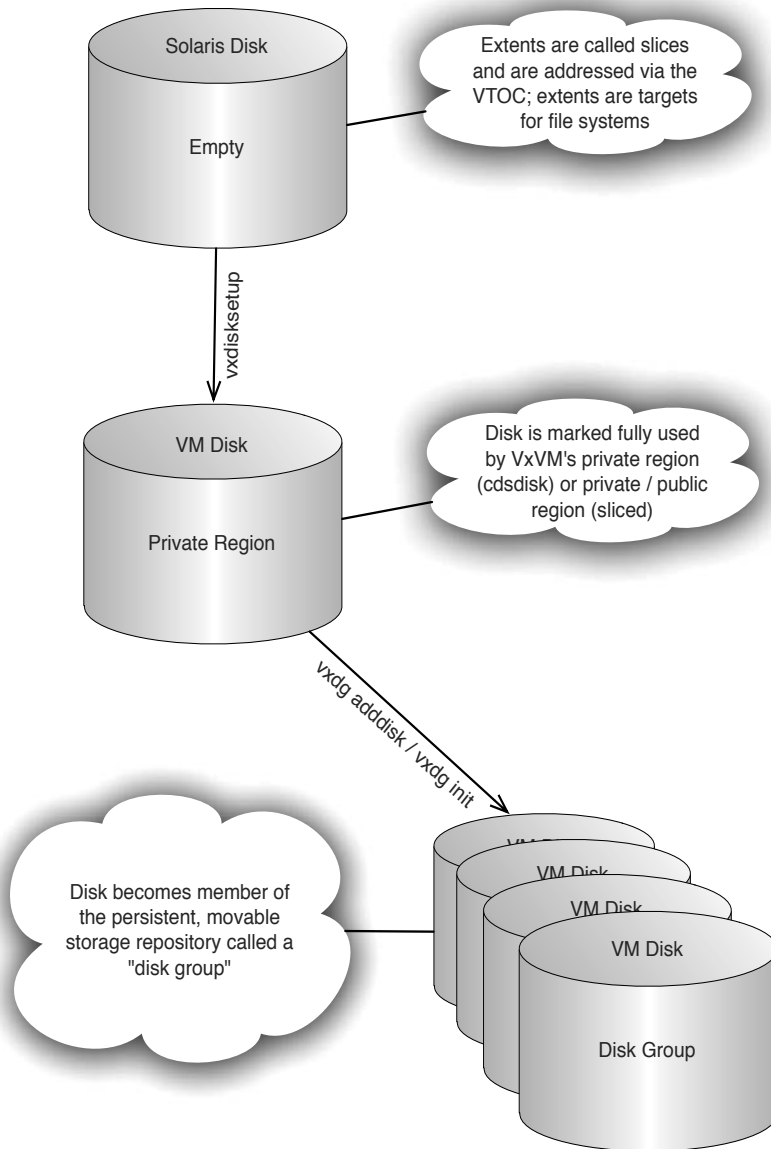 Solaris Disk
Empty
Extents are called slices
and are addressed via the
VTOC; extents are targets
for file systems
vxdisksetup
VM Disk
Private Region
Disk is marked fully used
by VxVM's private region
(cdsdisk) or private / public
region (sliced)
vxdg adddisk / vxdg init
Disk becomes member of
the persistent, movable
storage repository called a
"disk group"
VM Disk
VM Disk
VM Disk
VM Disk
Disk Group